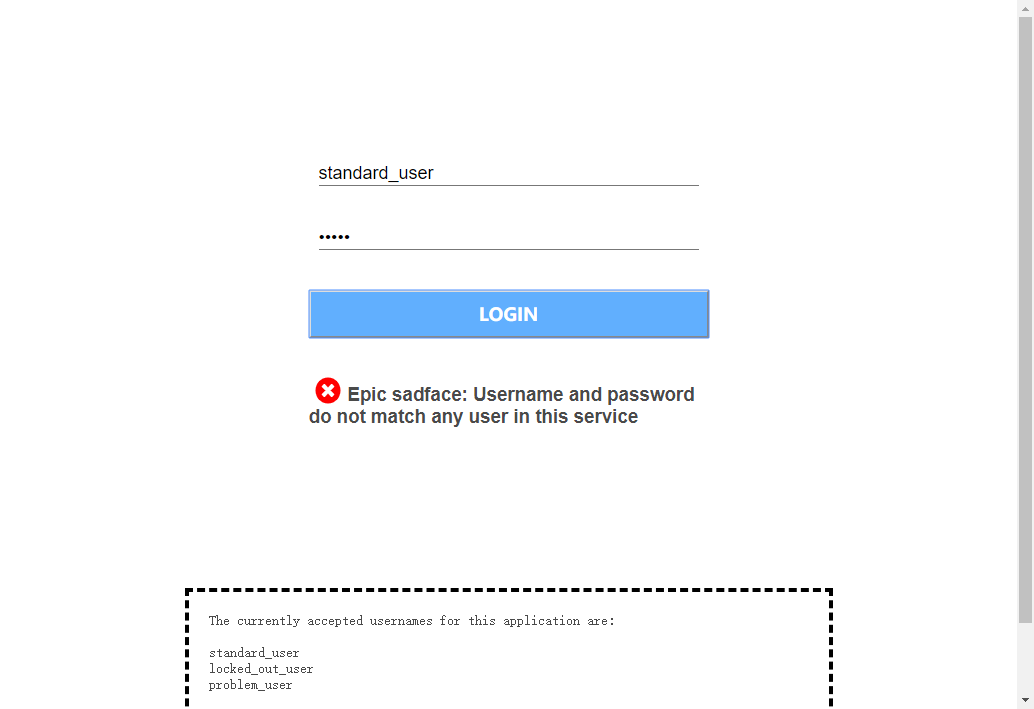 standard_user
•••••
LOGIN
Epic sadface: Username and password
do not match any user in this service
The currently accepted usernames for this application are:
standard_user
locked_out_user
problem_user